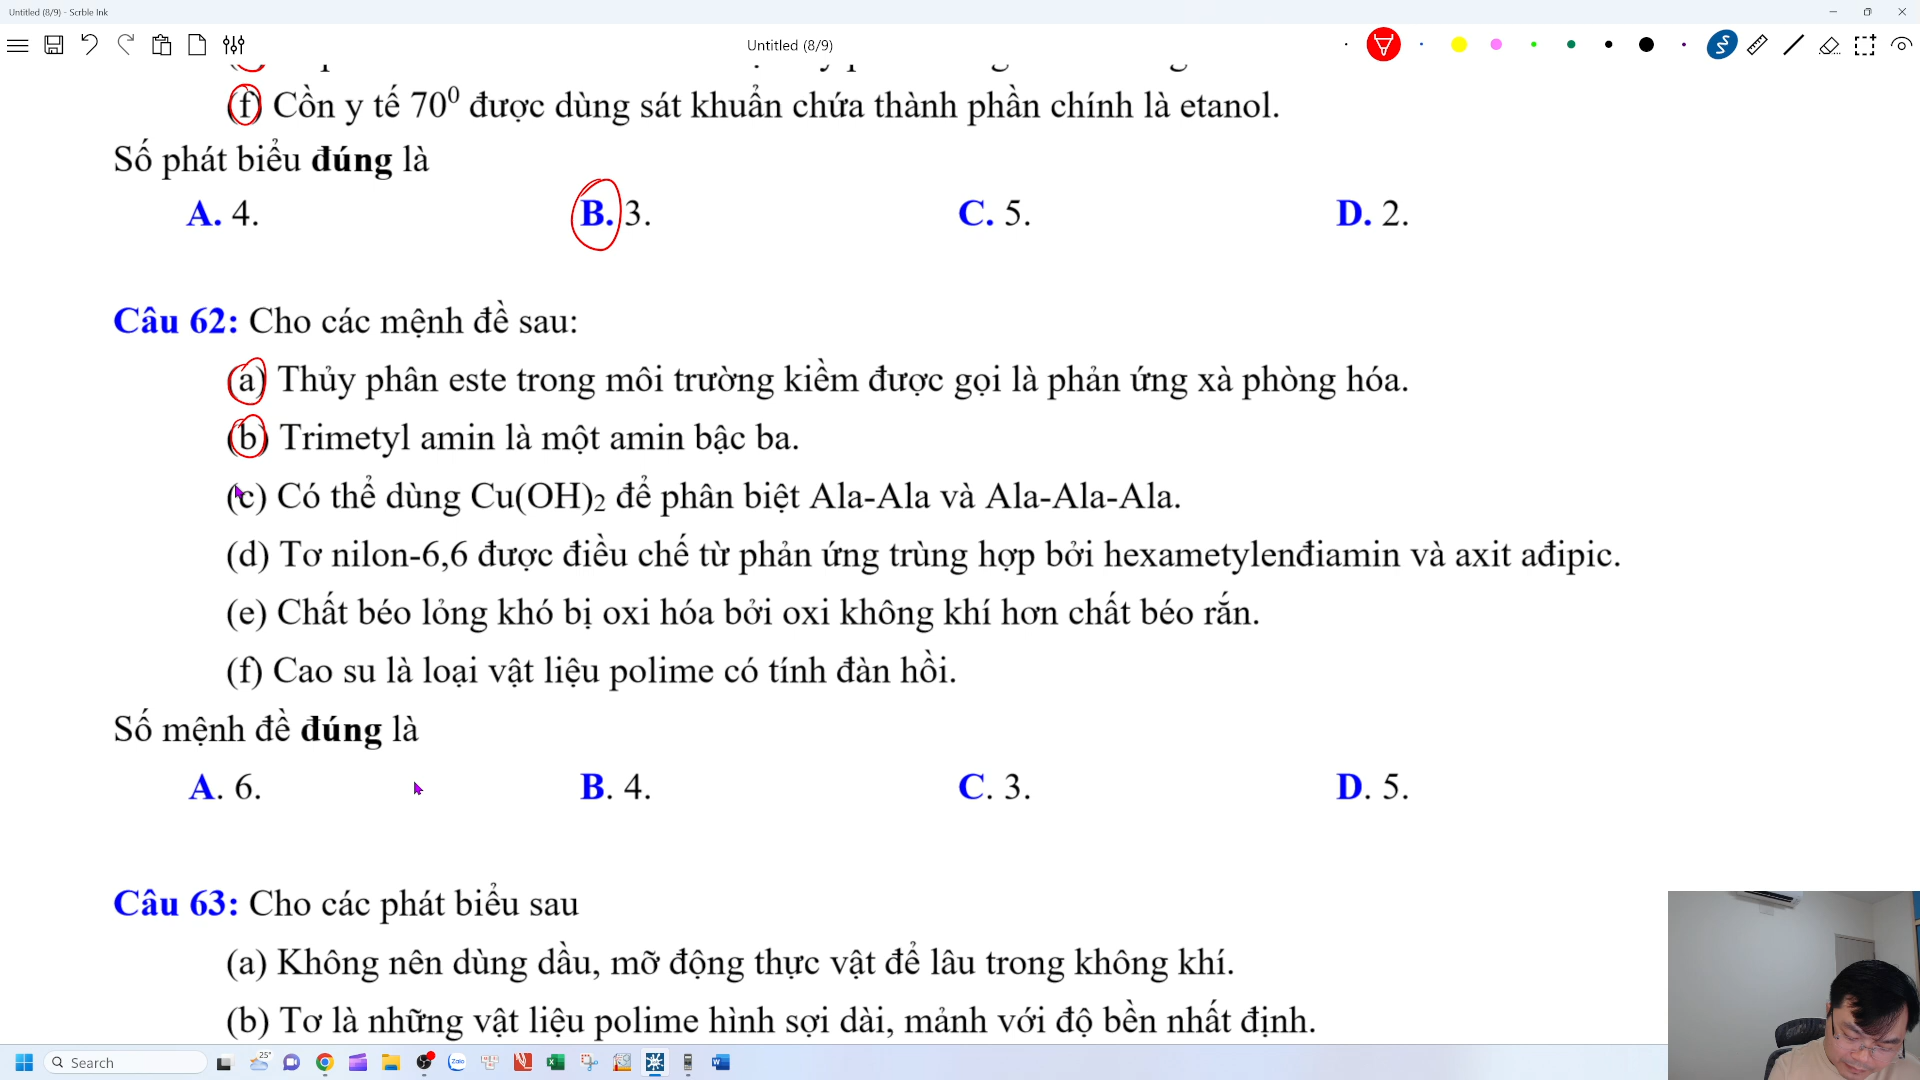 Untitled (8/9) - Scrble Ink
Untitled (8/9)
(f) Cồn y tế 70⁰ được dùng sát khuẩn chứa thành phần chính là etanol.
Số phát biểu đúng là
A. 4. B. 3. C. 5. D. 2.
Câu 62: Cho các mệnh đề sau:
(a) Thủy phân este trong môi trường kiềm được gọi là phản ứng xà phòng hóa.
(b) Trimetyl amin là một amin bậc ba.
(c) Có thể dùng Cu(OH)₂ để phân biệt Ala-Ala và Ala-Ala-Ala.
(d) Tơ nilon-6,6 được điều chế từ phản ứng trùng hợp bởi hexametylenđiamin và axit ađipic.
(e) Chất béo lỏng khó bị oxi hóa bởi oxi không khí hơn chất béo rắn.
(f) Cao su là loại vật liệu polime có tính đàn hồi.
Số mệnh đề đúng là
A. 6. B. 4. C. 3. D. 5.
Câu 63: Cho các phát biểu sau
(a) Không nên dùng dầu, mỡ động thực vật để lâu trong không khí.
(b) Tơ là những vật liệu polime hình sợi dài, mảnh với độ bền nhất định.
Search
25°
Zalo